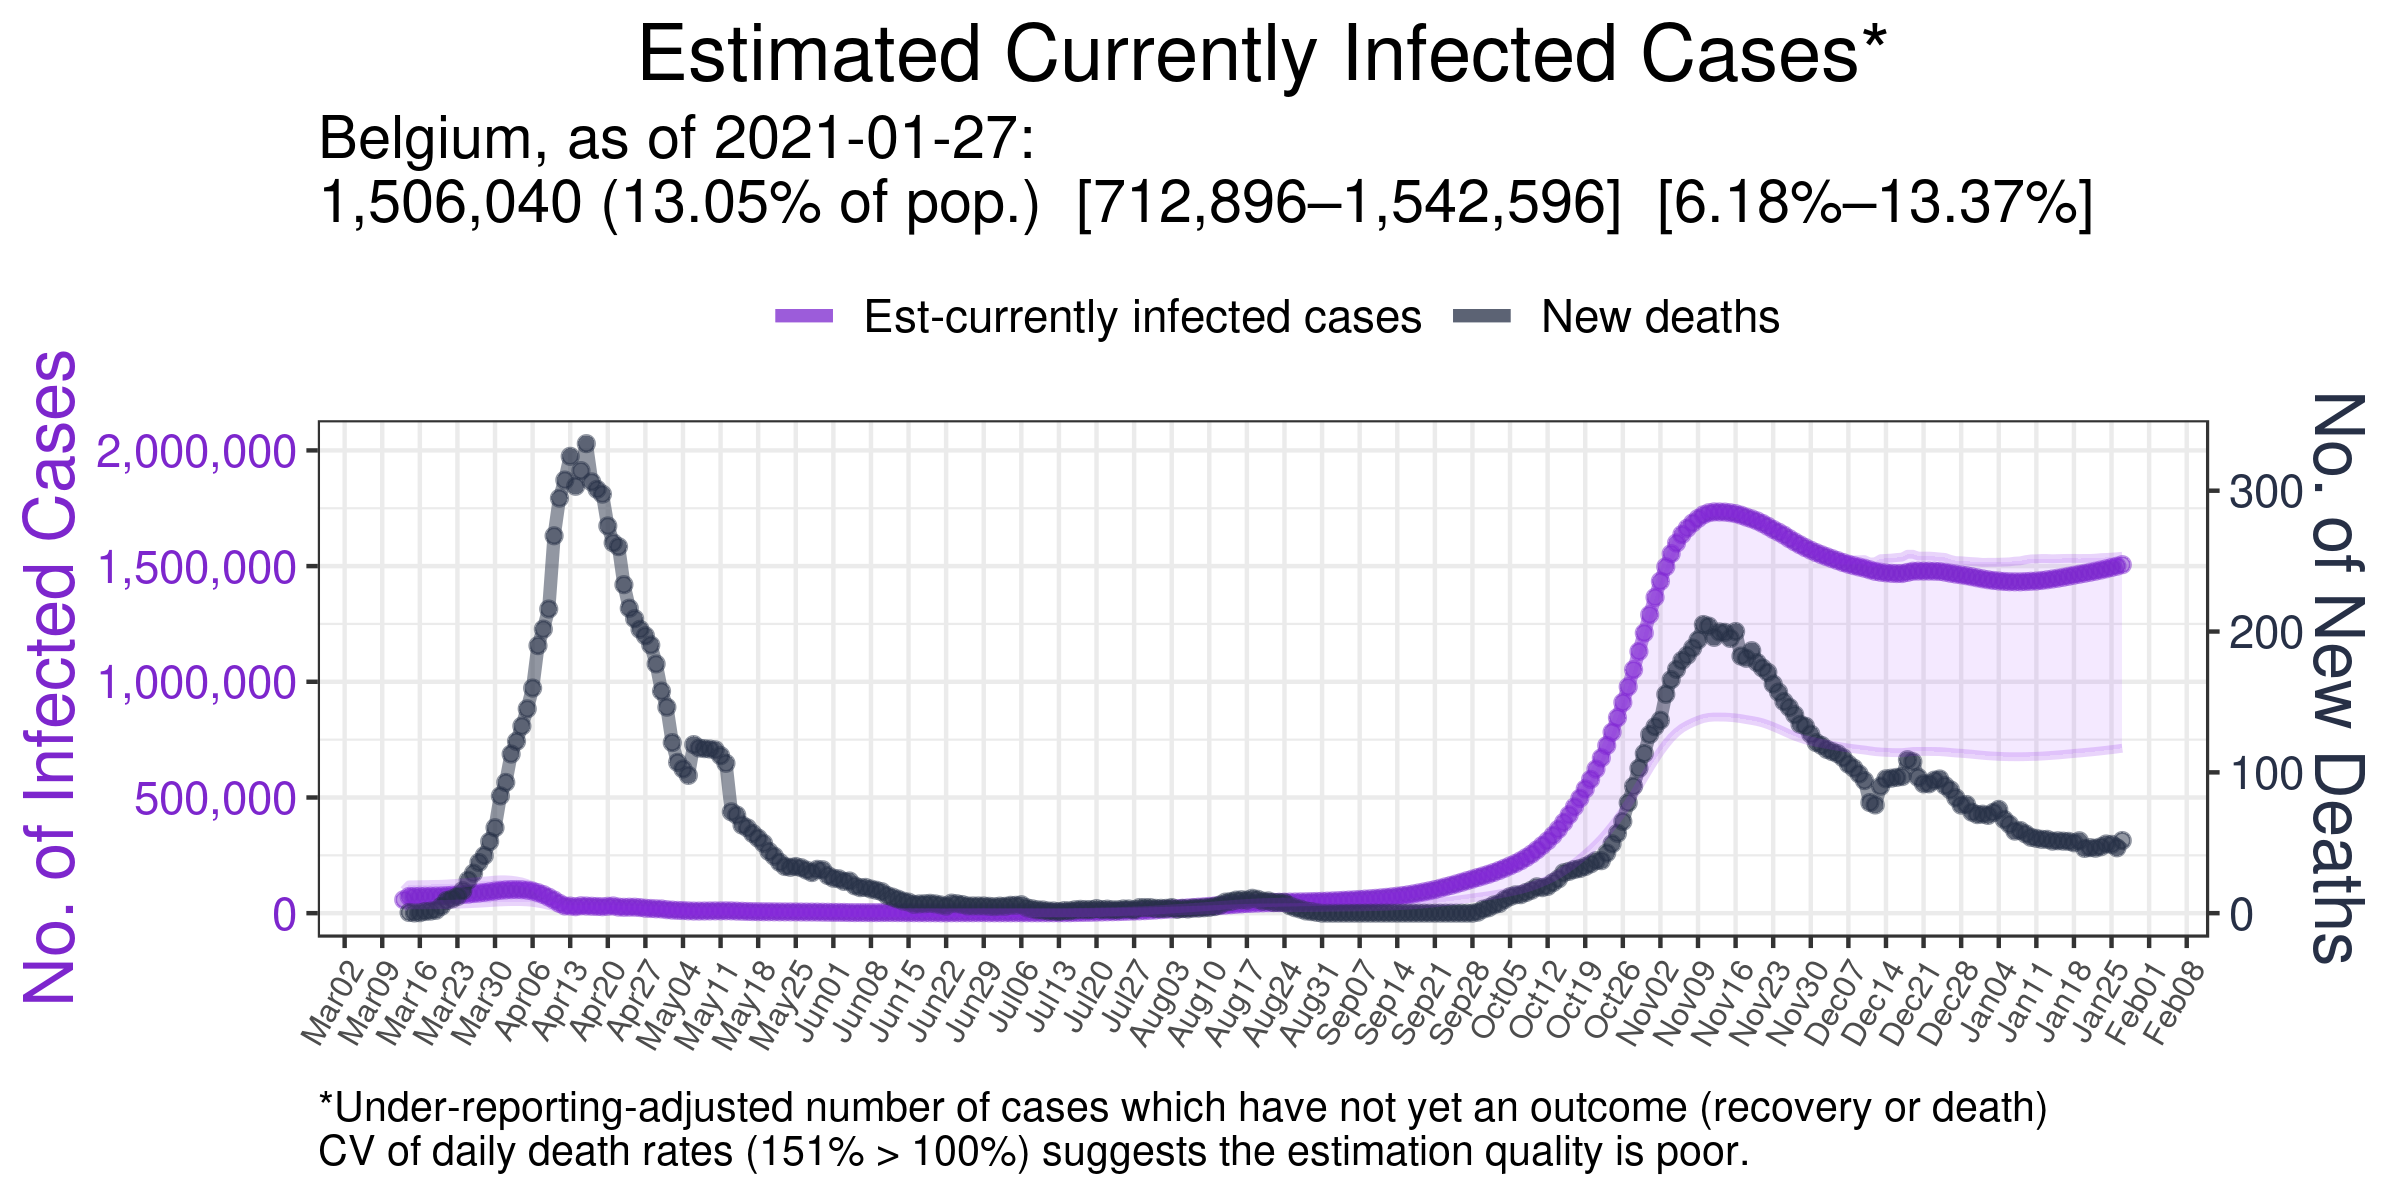 Estimated Currently Infected Cases*
Belgium, as of 2021-01-27:
1,506,040 (13.05% of pop.) [712,896–1,542,596] [6.18%–13.37%]
Est-currently infected cases New deaths
No. of Infected Cases
2,000,000
1,500,000
1,000,000
500,000
0
No. of New Deaths
300
200
100
0
Mar02 Mar09 Mar16 Mar23 Mar30 Apr06 Apr13 Apr20 Apr27 May04 May11 May18 May25 Jun01 Jun08 Jun15 Jun22 Jun29 Jul06 Jul13 Jul20 Jul27 Aug03 Aug10 Aug17 Aug24 Aug31 Sep07 Sep14 Sep21 Sep28 Oct05 Oct12 Oct19 Oct26 Nov02 Nov09 Nov16 Nov23 Nov30 Dec07 Dec14 Dec21 Dec28 Jan04 Jan11 Jan18 Jan25 Feb01 Feb08
*Under-reporting-adjusted number of cases which have not yet an outcome (recovery or death)
CV of daily death rates (151% > 100%) suggests the estimation quality is poor.